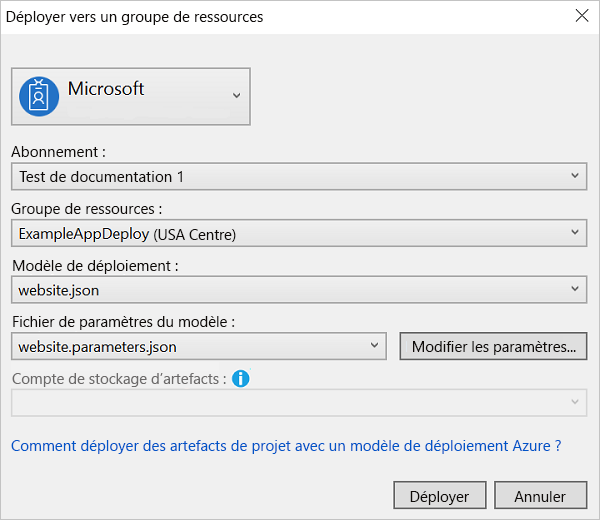 Déployer vers un groupe de ressources
Microsoft
Abonnement :
Test de documentation 1
Groupe de ressources :
ExampleAppDeploy (USA Centre)
Modèle de déploiement :
website.json
Fichier de paramètres du modèle :
website.parameters.json
Modifier les paramètres...
Compte de stockage d’artefacts :
Comment déployer des artefacts de projet avec un modèle de déploiement Azure ?
Déployer
Annuler